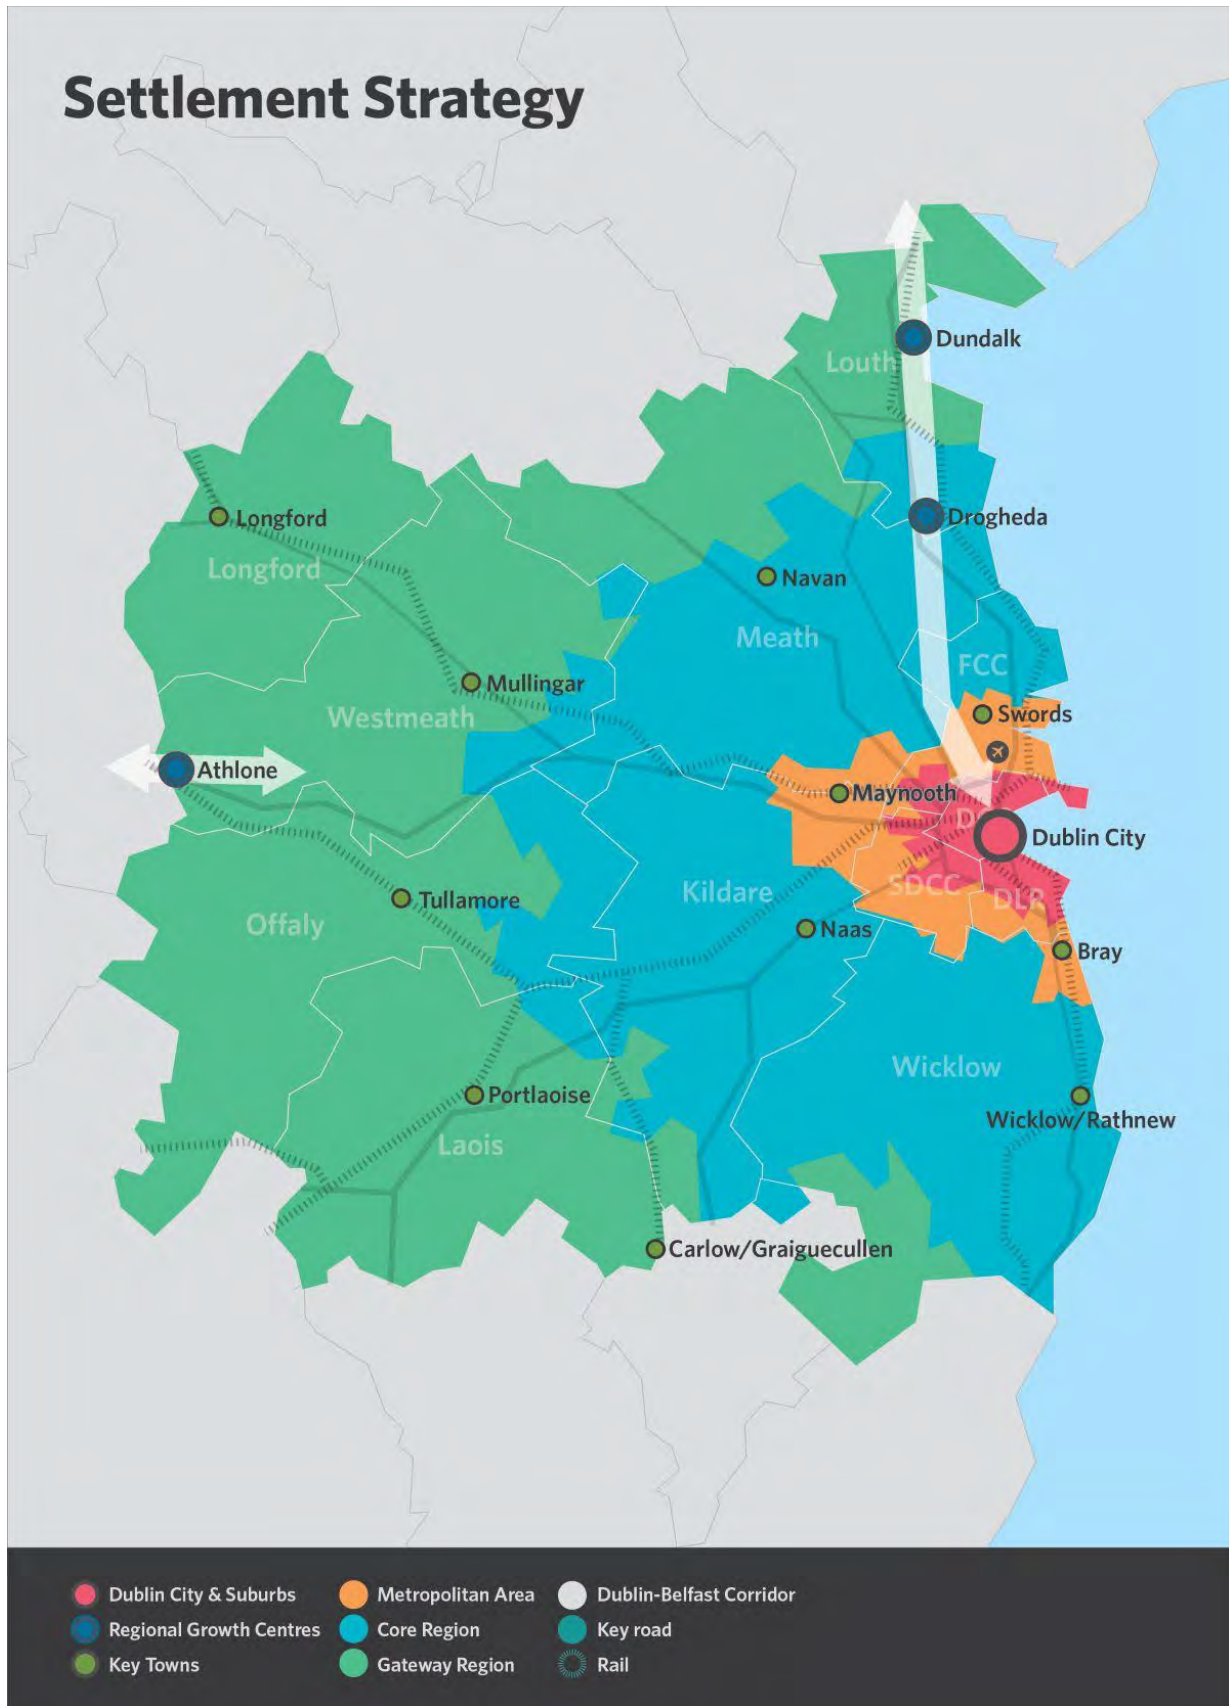 Settlement Strategy
Dundalk
Louth
Drogheda
Longford
Longford
Navan
Meath
FCC
Mullingar
Swords
Westmeath
Athlone
Maynooth
Dublin City
Kildare
SDCC
DLR
Tullamore
Offaly
Naas
Bray
Wicklow
Portlaoise
Wicklow/Rathnew
Laois
Carlow/Graiguecullen
Dublin City & Suburbs
Metropolitan Area
Dublin-Belfast Corridor
Regional Growth Centres
Core Region
Key road
Key Towns
Gateway Region
Rail